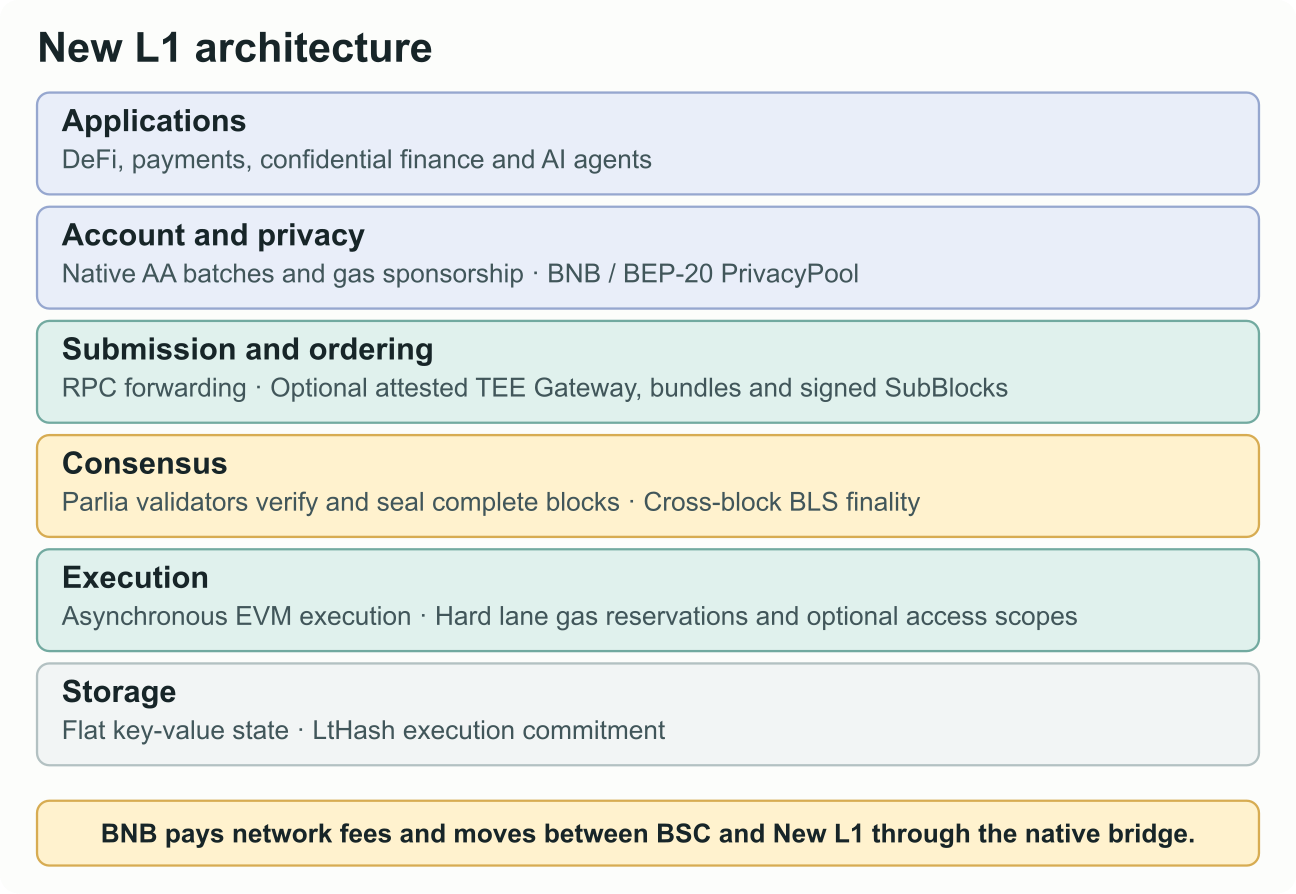 New L1 architecture
Applications
DeFi, payments, confidential finance and AI agents
Account and privacy
Native AA batches and gas sponsorship · BNB / BEP-20 PrivacyPool
Submission and ordering
RPC forwarding · Optional attested TEE Gateway, bundles and signed SubBlocks
Consensus
Parlia validators verify and seal complete blocks · Cross-block BLS finality
Execution
Asynchronous EVM execution · Hard lane gas reservations and optional access scopes
Storage
Flat key-value state · LtHash execution commitment
BNB pays network fees and moves between BSC and New L1 through the native bridge.